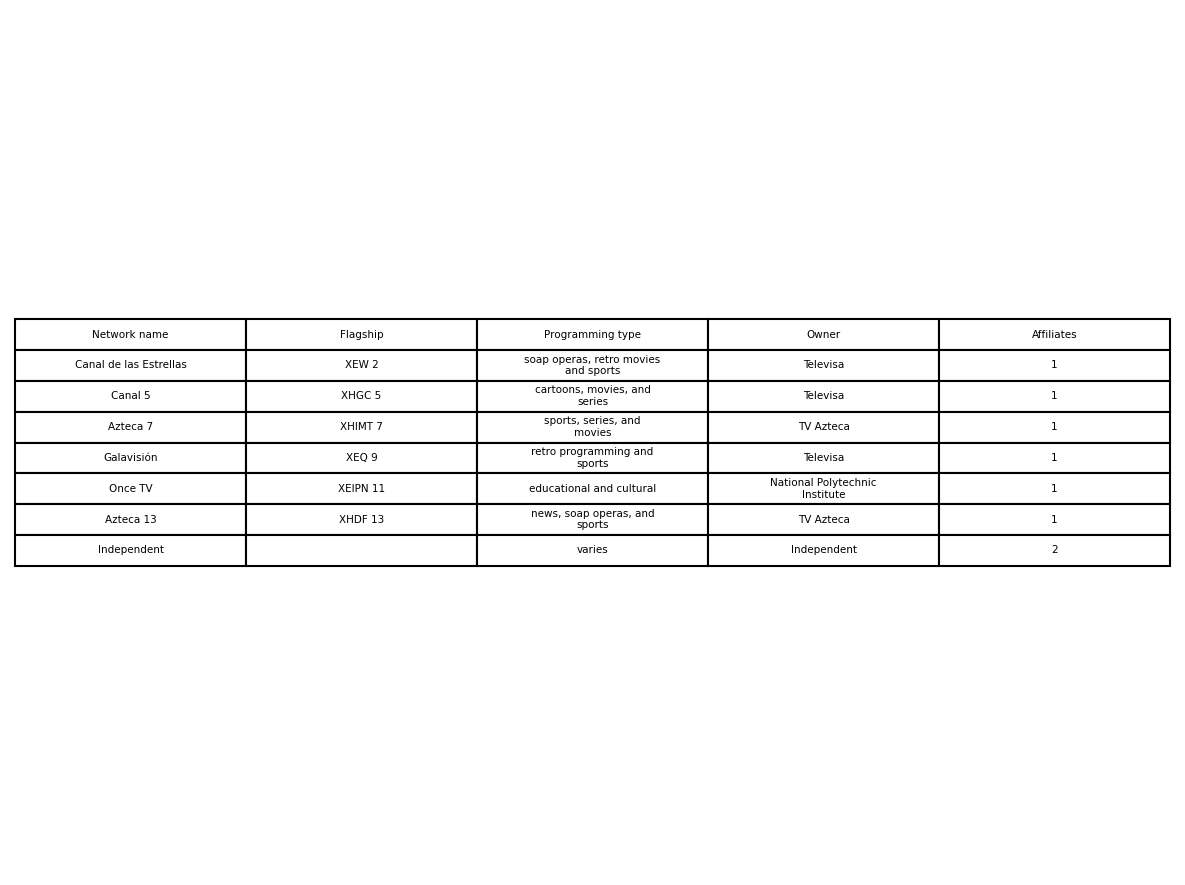 Network name Flagship Programming type Owner Affiliates
Canal de las Estrellas XEW 2 soap operas, retro movies and sports Televisa 1
Canal 5 XHGC 5 cartoons, movies, and series Televisa 1
Azteca 7 XHIMT 7 sports, series, and movies TV Azteca 1
Galavisión XEQ 9 retro programming and sports Televisa 1
Once TV XEIPN 11 educational and cultural National Polytechnic Institute 1
Azteca 13 XHDF 13 news, soap operas, and sports TV Azteca 1
Independent varies Independent 2